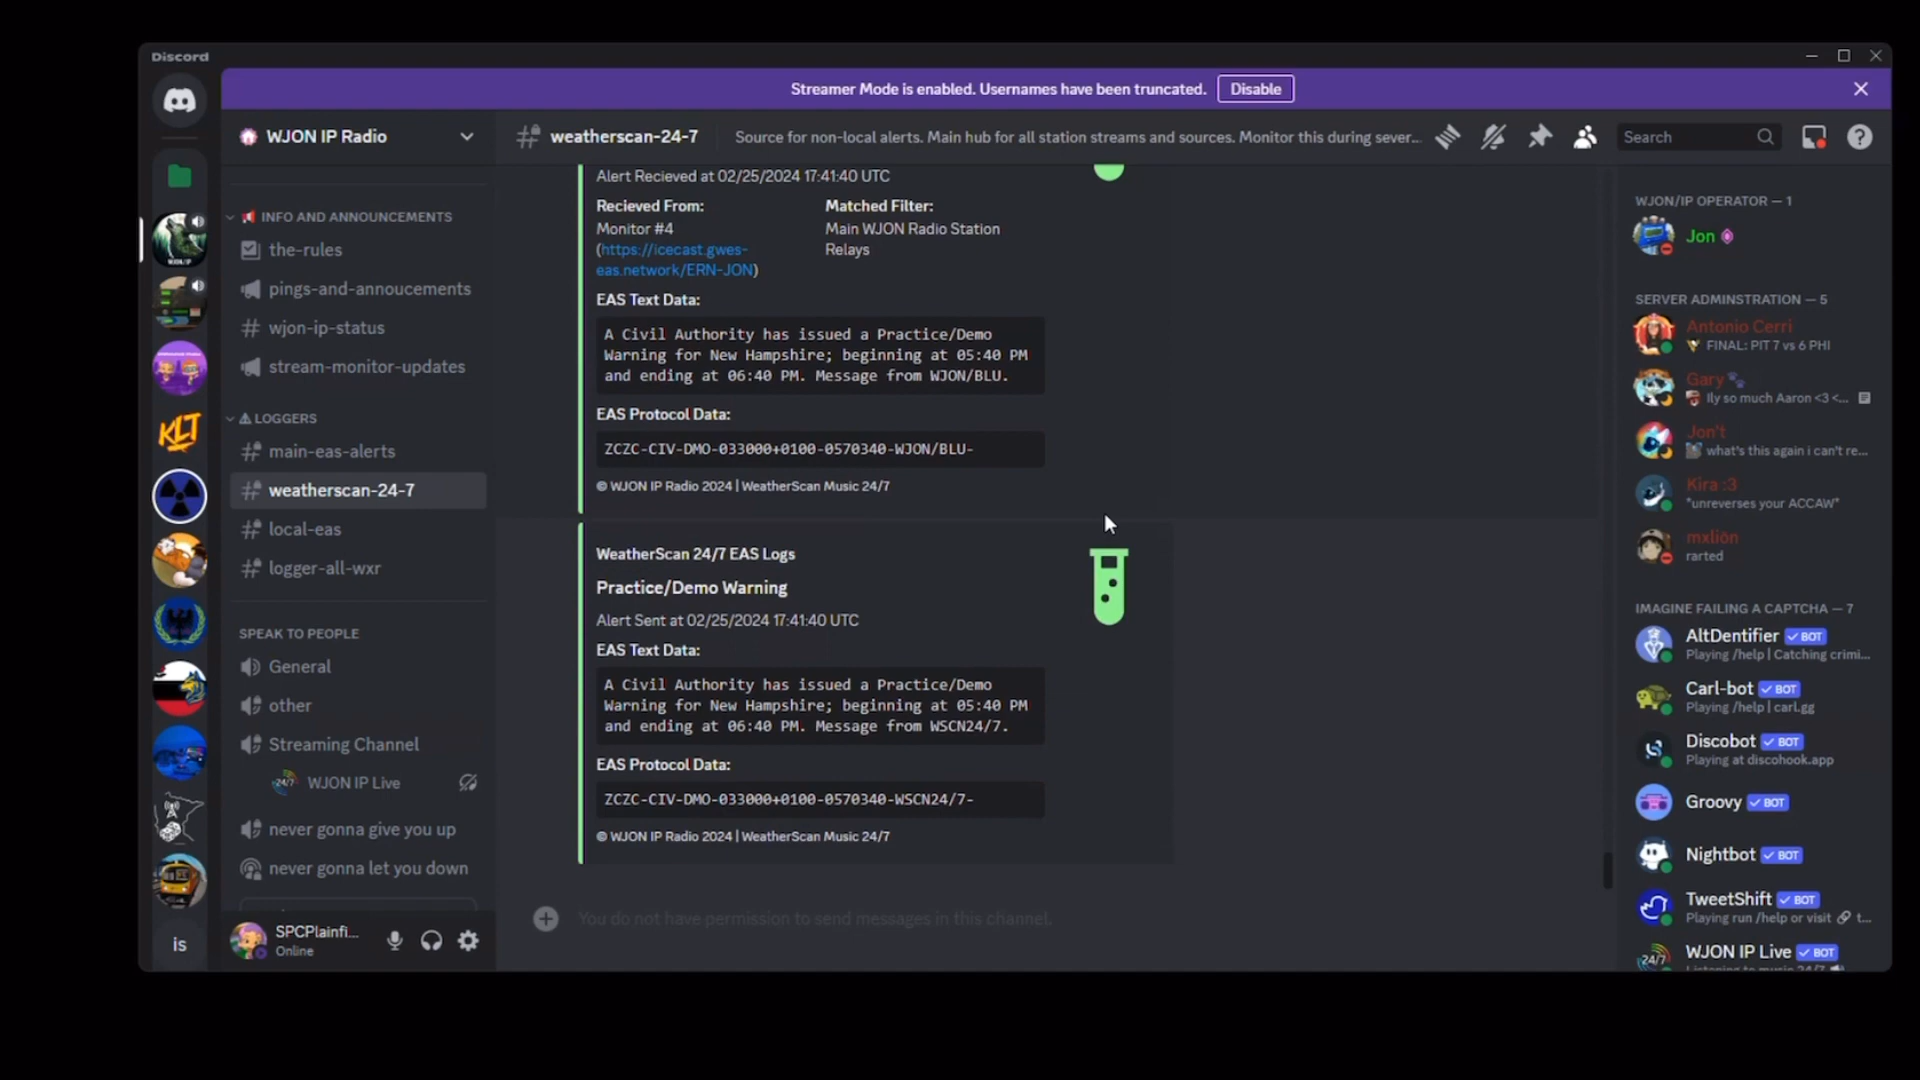 Discord
Streamer Mode is enabled. Usernames have been truncated.
Disable
WJON IP Radio
weatherscan-24-7
Source for non-local alerts. Main hub for all station streams and sources. Monitor this during sever...
Search
INFO AND ANNOUNCEMENTS
the-rules
pings-and-annoucements
wjon-ip-status
stream-monitor-updates
LOGGERS
main-eas-alerts
weatherscan-24-7
local-eas
logger-all-wxr
SPEAK TO PEOPLE
General
other
Streaming Channel
24/7
WJON IP Live
never gonna give you up
never gonna let you down
KLT
is
SPCPlainfi...
Online
Alert Recieved at 02/25/2024 17:41:40 UTC
Recieved From:
Monitor #4
(https://icecast.gwes-
eas.network/ERN-JON)
Matched Filter:
Main WJON Radio Station
Relays
EAS Text Data:
A Civil Authority has issued a Practice/Demo
Warning for New Hampshire; beginning at 05:40 PM
and ending at 06:40 PM. Message from WJON/BLU.
EAS Protocol Data:
ZCZC-CIV-DMO-033000+0100-0570340-WJON/BLU-
© WJON IP Radio 2024 | WeatherScan Music 24/7
WeatherScan 24/7 EAS Logs
Practice/Demo Warning
Alert Sent at 02/25/2024 17:41:40 UTC
EAS Text Data:
A Civil Authority has issued a Practice/Demo
Warning for New Hampshire; beginning at 05:40 PM
and ending at 06:40 PM. Message from WSCN24/7.
EAS Protocol Data:
ZCZC-CIV-DMO-033000+0100-0570340-WSCN24/7-
© WJON IP Radio 2024 | WeatherScan Music 24/7
You do not have permission to send messages in this channel.
WJON/IP OPERATOR — 1
Jon
SERVER ADMINSTRATION — 5
Antonio Cerri
FINAL: PIT 7 vs 6 PHI
Gary
Ily so much Aaron <3 <...
Jon't
what's this again i can't re...
Kira :3
*unreverses your ACCAW*
mxliōn
rarted
IMAGINE FAILING A CAPTCHA — 7
AltDentifier BOT
Playing /help | Catching crimi...
Carl-bot BOT
Playing /help | carl.gg
Discobot BOT
Playing at discohook.app
Groovy BOT
Nightbot BOT
TweetShift BOT
Playing run /help or visit t...
WJON IP Live BOT
24/7
Listening to music 24/7